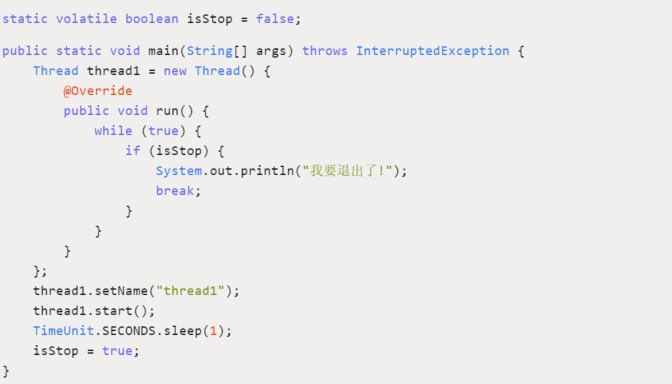 static volatile boolean isStop = false;
public static void main(String[] args) throws InterruptedException {
    Thread thread1 = new Thread() {
        @Override
        public void run() {
            while (true) {
                if (isStop) {
                    System.out.println("我要退出了!");
                    break;
                }
            }
        }
    };
    thread1.setName("thread1");
    thread1.start();
    TimeUnit.SECONDS.sleep(1);
    isStop = true;
}